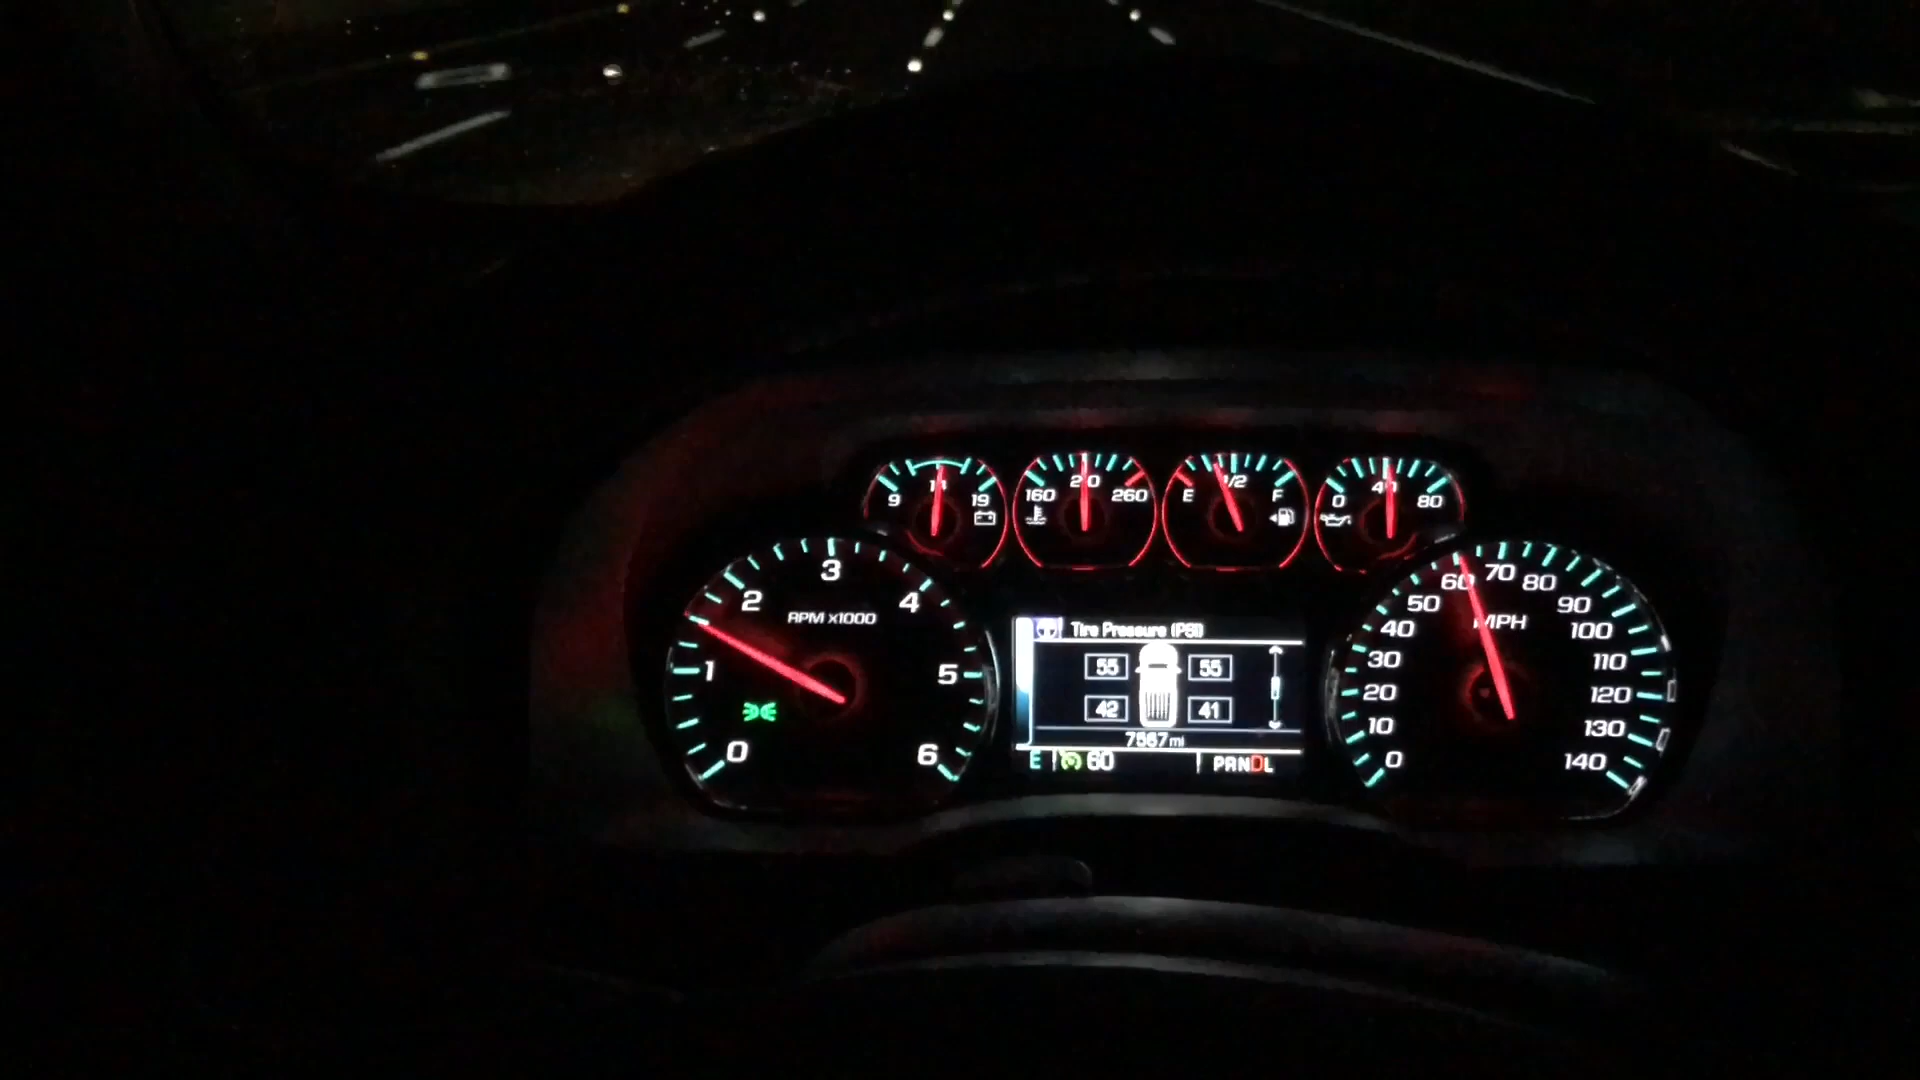 9 19
160 210 260
E 1/2 F
0 40 80
0 1 2 3 4 5 6
RPM x1000
Tire Pressure (PSI)
55 55
42 41
7567 mi
E 60 PRNDL
0 10 20 30 40 50 60 70 80 90 100 110 120 130 140
MPH